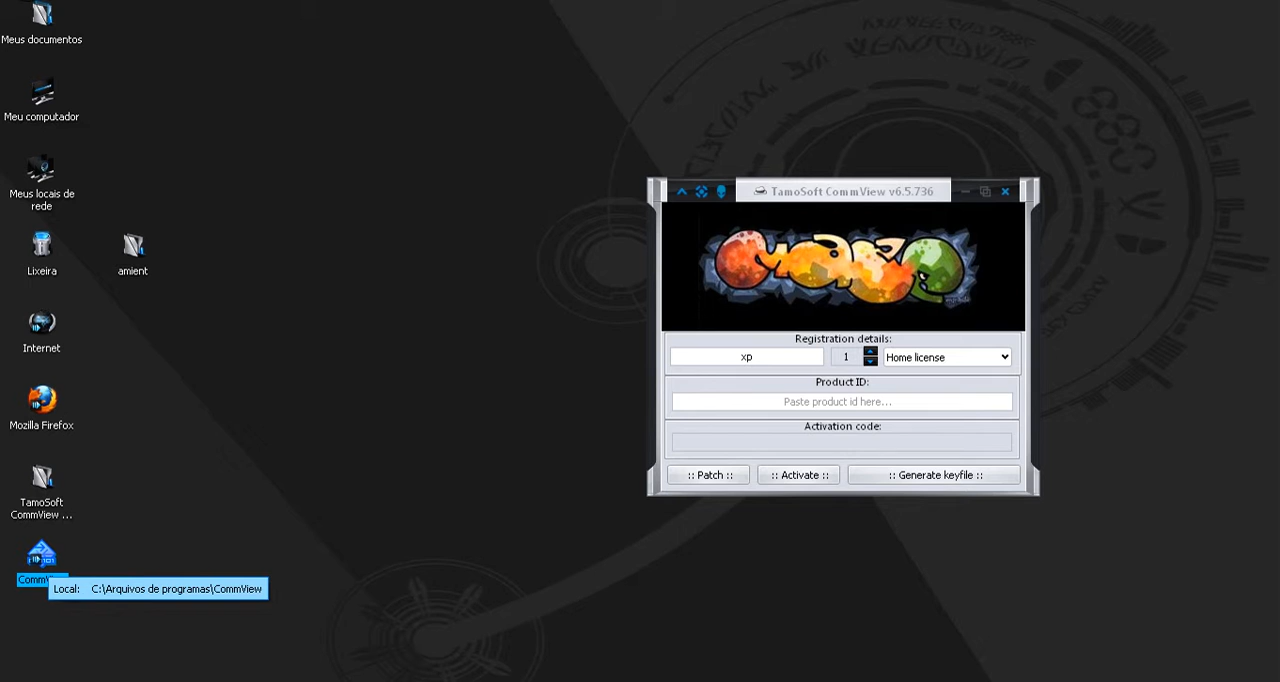 Meus documentos
Meu computador
Meus locais de
rede
Lixeira
amient
Internet
Mozilla Firefox
TamoSoft
CommView ...
Local: C:\Arquivos de programas\CommView
TamoSoft CommView v6.5.736
Registration details:
xp
1
Home license
Product ID:
Paste product id here...
Activation code:
:: Patch ::
:: Activate ::
:: Generate keyfile ::